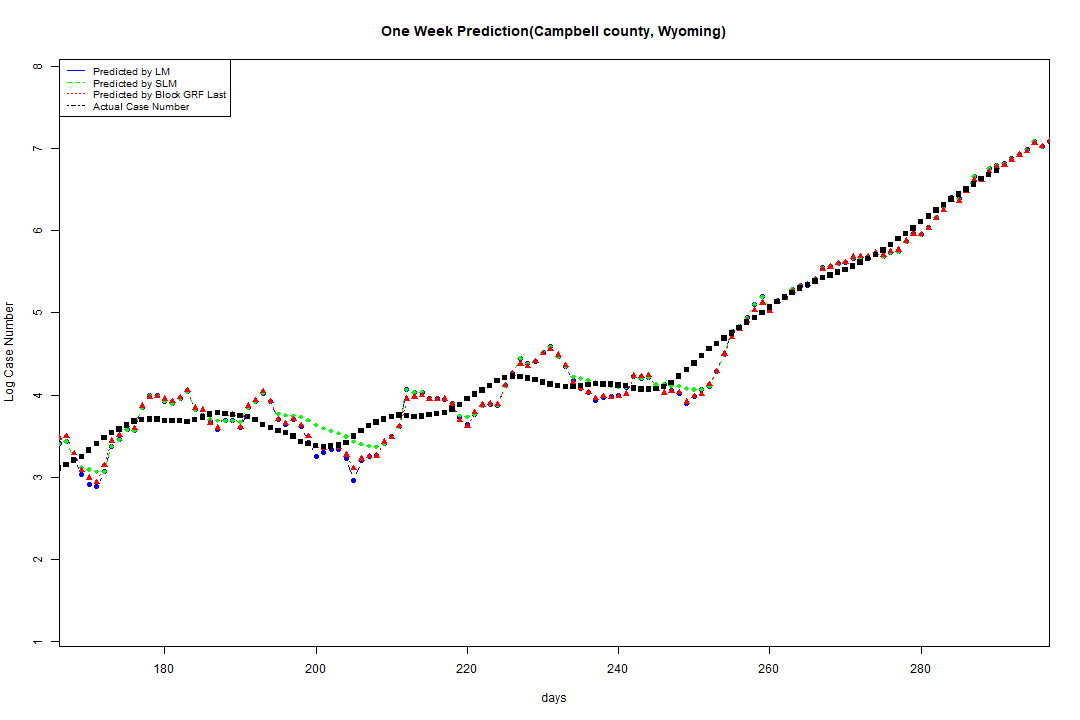 One Week Prediction(Campbell county, Wyoming)
Predicted by LM
Predicted by SLM
Predicted by Block GRF Last
Actual Case Number
8
7
6
5
4
3
2
1
Log Case Number
180 200 220 240 260 280
days